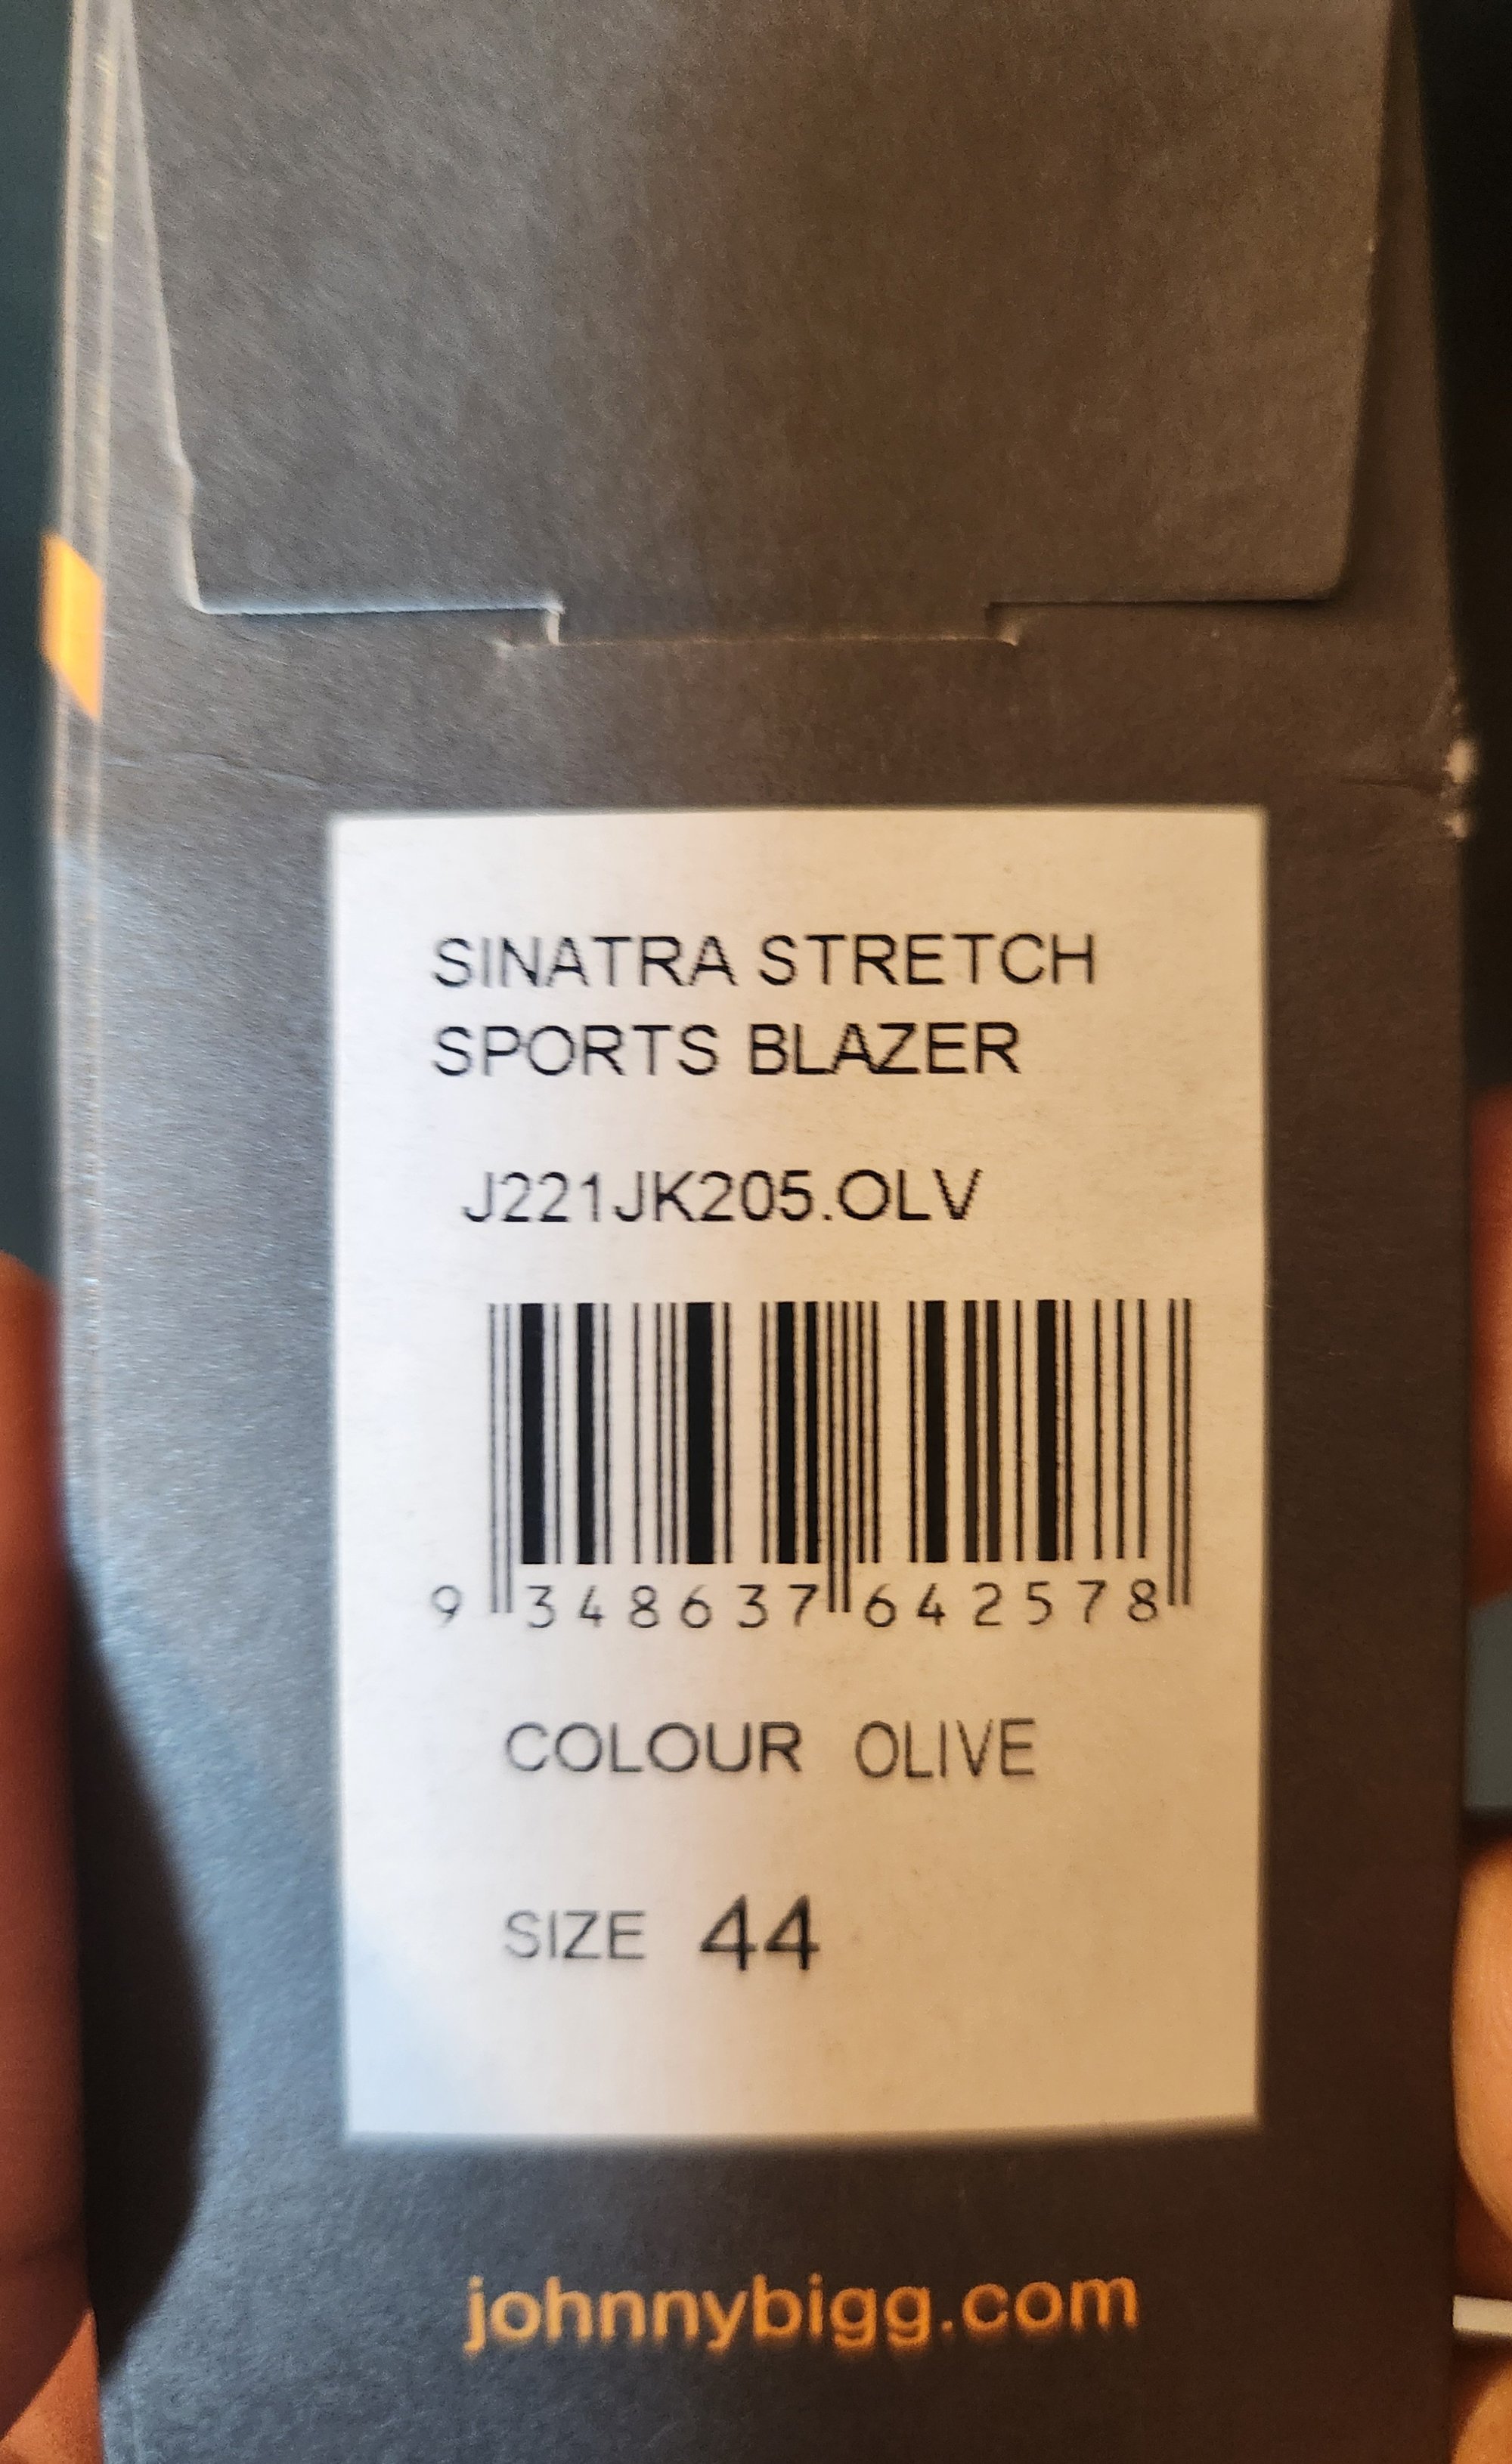 SINATRA STRETCH
SPORTS BLAZER
J221JK205.OLV
9 348637 642578
COLOUR OLIVE
SIZE 44
johnnybigg.com